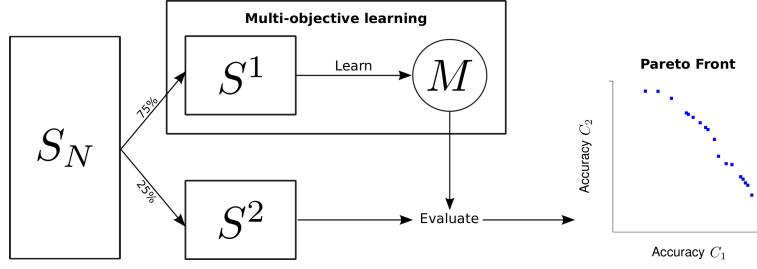 Multi-objective learning
S_N
75%
25%
S^1
Learn
M
S^2
Evaluate
Pareto Front
Accuracy C_2
Accuracy C_1